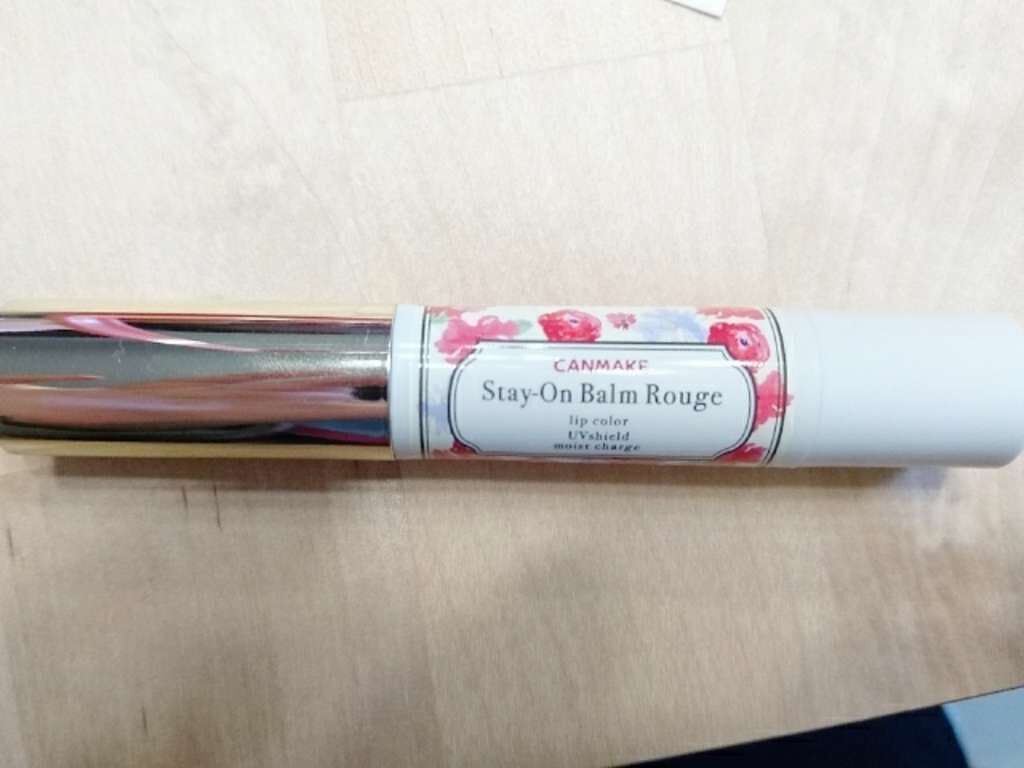 CANMAKE
Stay-On Balm Rouge
lip color
UVshield
moist charge